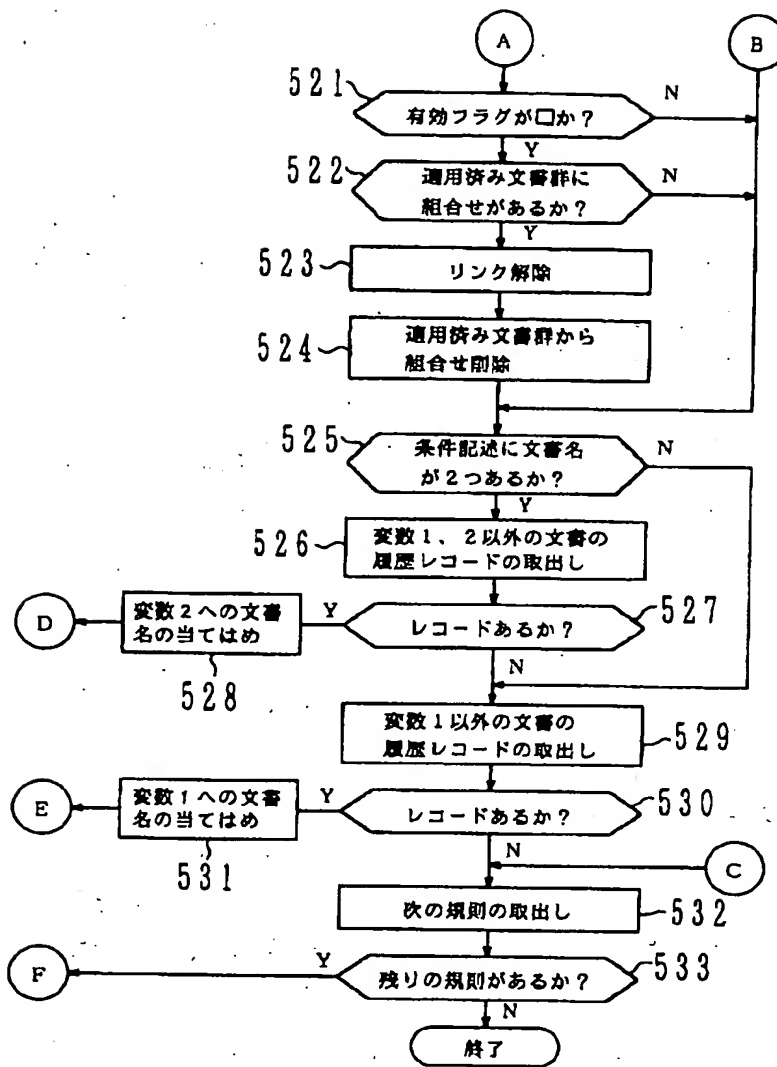 A
B
521
有効フラグが□か?
N
Y
522
適用済み文書群に
組合せがあるか?
N
Y
523
リンク解除
524
適用済み文書群から
組合せ削除
525
条件記述に文書名
が2つあるか?
N
Y
526
変数1、2以外の文書の
履歴レコードの取出し
D
変数2への文書
名の当てはめ
Y
レコードあるか?
527
528
N
変数1以外の文書の
履歴レコードの取出し
529
E
変数1への文書
名の当てはめ
Y
レコードあるか?
530
531
N
C
次の規則の取出し
532
F
Y
残りの規則があるか?
533
N
終了